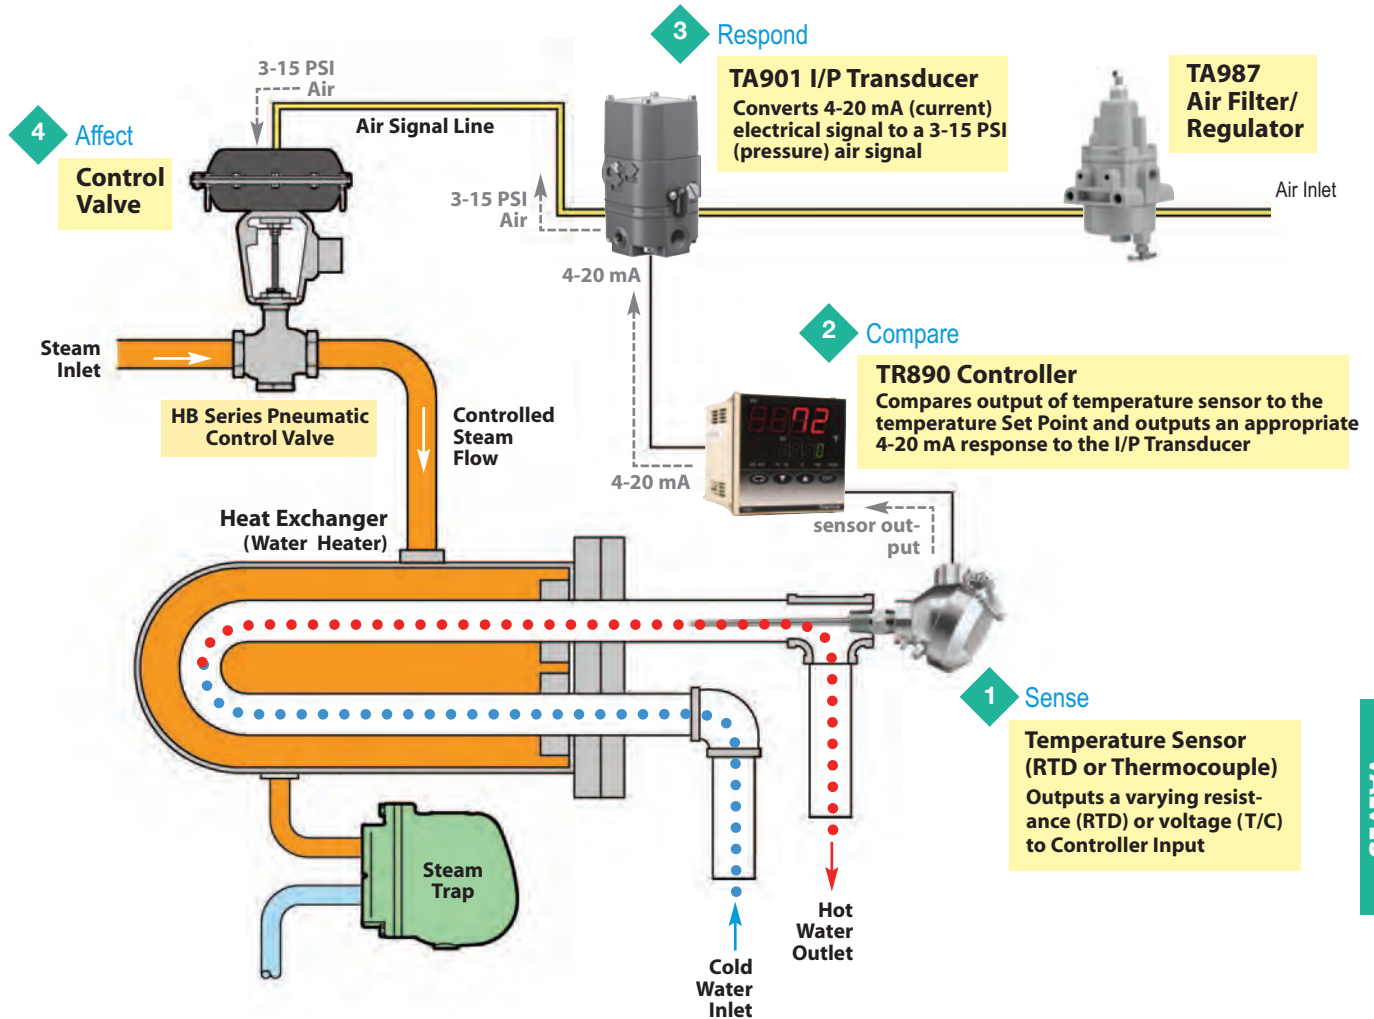 3
Respond
TA901 I/P Transducer
Converts 4-20 mA (current)
electrical signal to a 3-15 PSI
(pressure) air signal
TA987
Air Filter/
Regulator
Air Inlet
3-15 PSI
Air
Air Signal Line
4
Affect
Control
Valve
3-15 PSI
Air
4-20 mA
2
Compare
TR890 Controller
Compares output of temperature sensor to the
temperature Set Point and outputs an appropriate
4-20 mA response to the I/P Transducer
Steam
Inlet
HB Series Pneumatic
Control Valve
Controlled
Steam
Flow
72
0
4-20 mA
sensor out-
put
Heat Exchanger
(Water Heater)
1
Sense
Temperature Sensor
(RTD or Thermocouple)
Outputs a varying resist-
ance (RTD) or voltage (T/C)
to Controller Input
VALVES
Steam
Trap
Hot
Water
Outlet
Cold
Water
Inlet